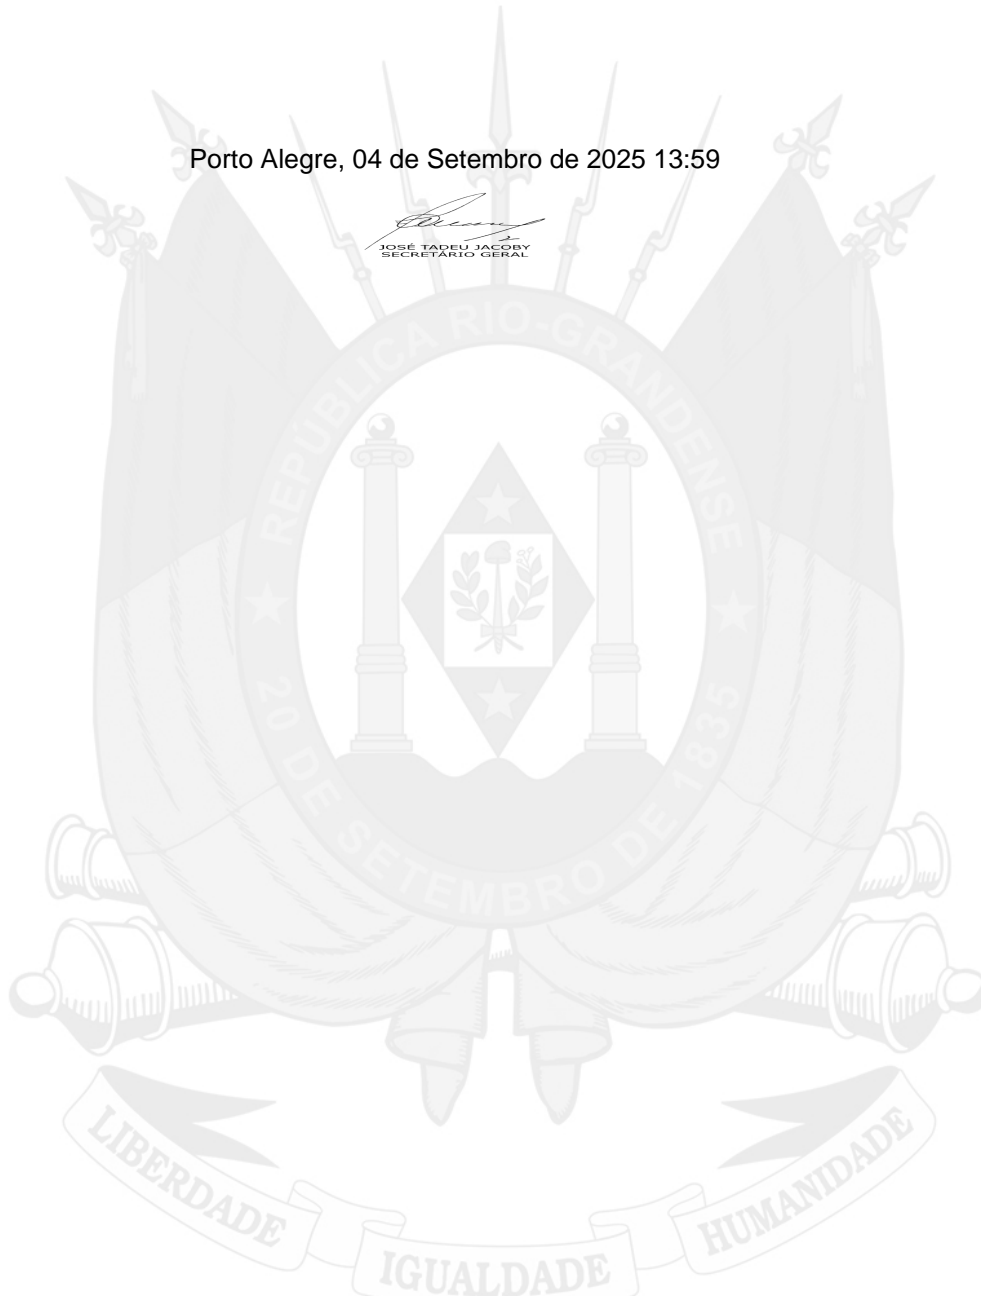 Porto Alegre, 04 de Setembro de 2025 13:59
JOSÉ TADEU JACOBY
SECRETÁRIO GERAL
REPÚBLICA RIO-GRANDENSE
20 DE SETEMBRO DE 1835
LIBERDADE
IGUALDADE
HUMANIDADE